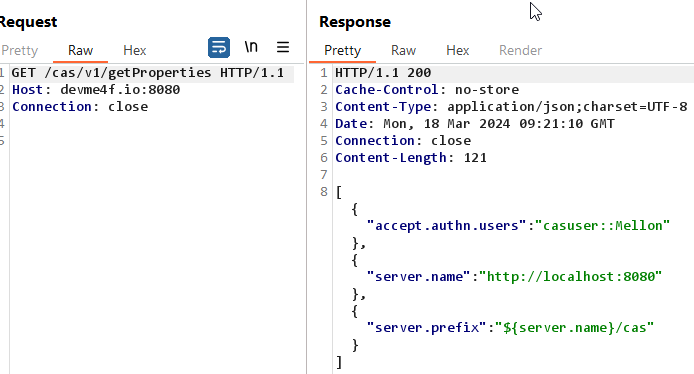 Request
Pretty Raw Hex \n
1 GET /cas/v1/getProperties HTTP/1.1
2 Host: devme4f.io:8080
3 Connection: close
4
5
Response
Pretty Raw Hex Render
1 HTTP/1.1 200
2 Cache-Control: no-store
3 Content-Type: application/json;charset=UTF-8
4 Date: Mon, 18 Mar 2024 09:21:10 GMT
5 Connection: close
6 Content-Length: 121
7
8 [
{
"accept.authn.users":"casuser::Mellon"
},
{
"server.name":"http://localhost:8080"
},
{
"server.prefix":"${server.name}/cas"
}
]